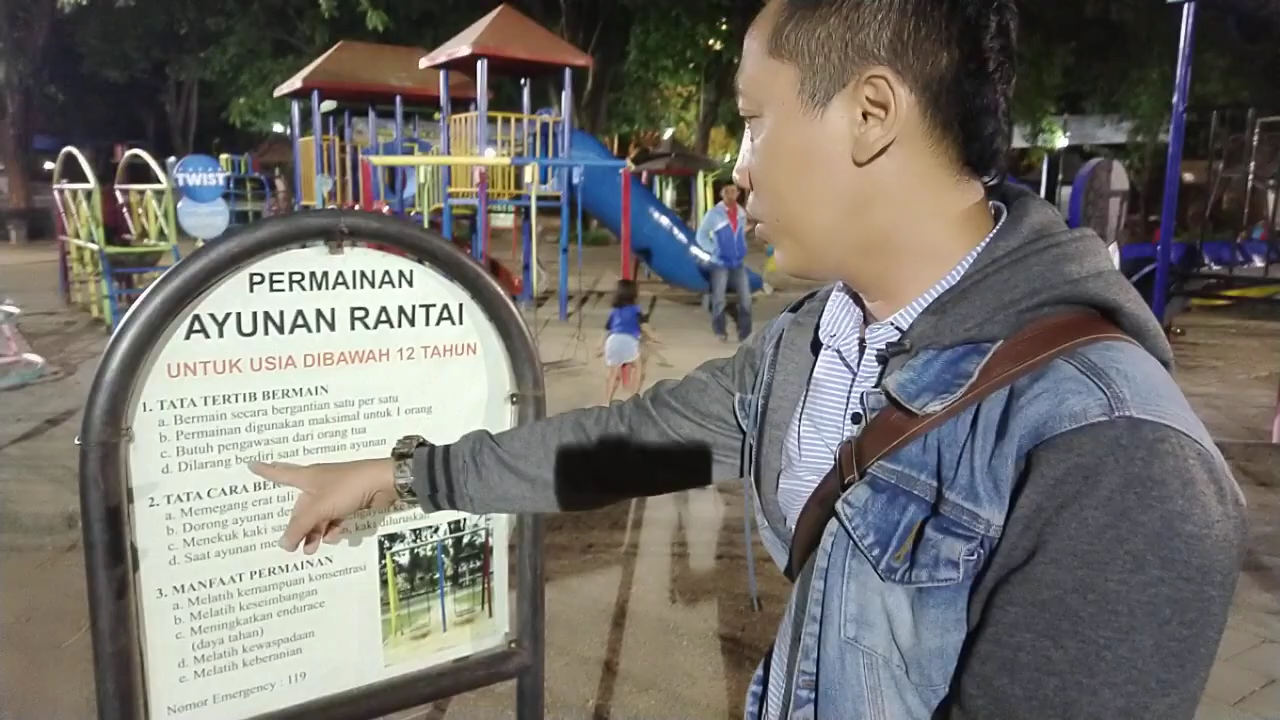 TWIST
PERMAINAN
AYUNAN RANTAI
UNTUK USIA DIBAWAH 12 TAHUN
1. TATA TERTIB BERMAIN
a. Bermain secara bergantian satu per satu
b. Permainan digunakan maksimal untuk 1 orang
c. Butuh pengawasan dari orang tua
d. Dilarang berdiri saat bermain ayunan
2. TATA CARA
a. Memegang erat tali
b. Dorong ayunan ke
c. Menekuk kaki kaki diluruskan
d. Saat ayunan
3. MANFAAT PERMAINAN
a. Melatih kemampuan konsentrasi
b. Melatih keseimbangan
c. Meningkatkan endurace
(daya tahan)
d. Melatih kewaspadaan
e. Melatih keberanian
Nomor Emergency : 119